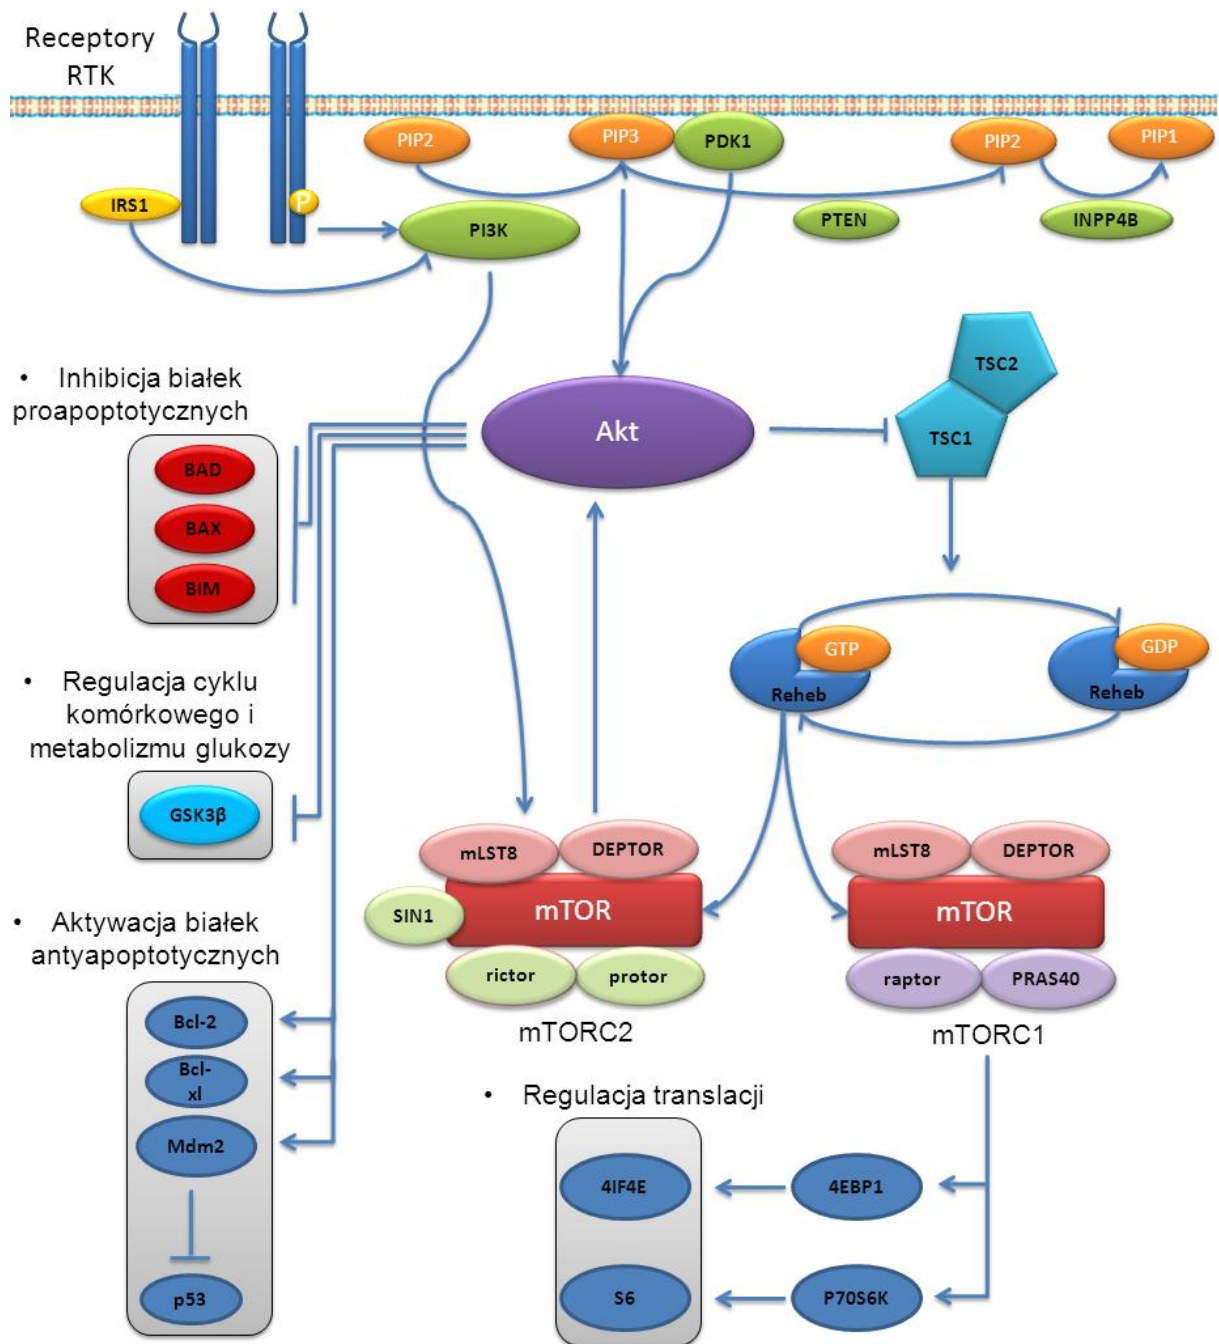 Receptory
RTK
PIP2
PIP3
PDK1
PIP2
PIP1
IRS1
P
PI3K
PTEN
INPP4B
• Inhibicja białek
proapoptotycznych
BAD
BAX
BIM
Akt
TSC2
TSC1
GTP
Reheb
GDP
Reheb
• Regulacja cyklu
komórkowego i
metabolizmu glukozy
GSK3β
mLST8
DEPTOR
SIN1
mTOR
rictor
protor
mTORC2
mLST8
DEPTOR
mTOR
raptor
PRAS40
mTORC1
• Aktywacja białek
antyapoptotycznych
Bcl-2
Bcl-
xl
Mdm2
p53
• Regulacja translacji
4IF4E
4EBP1
S6
P70S6K